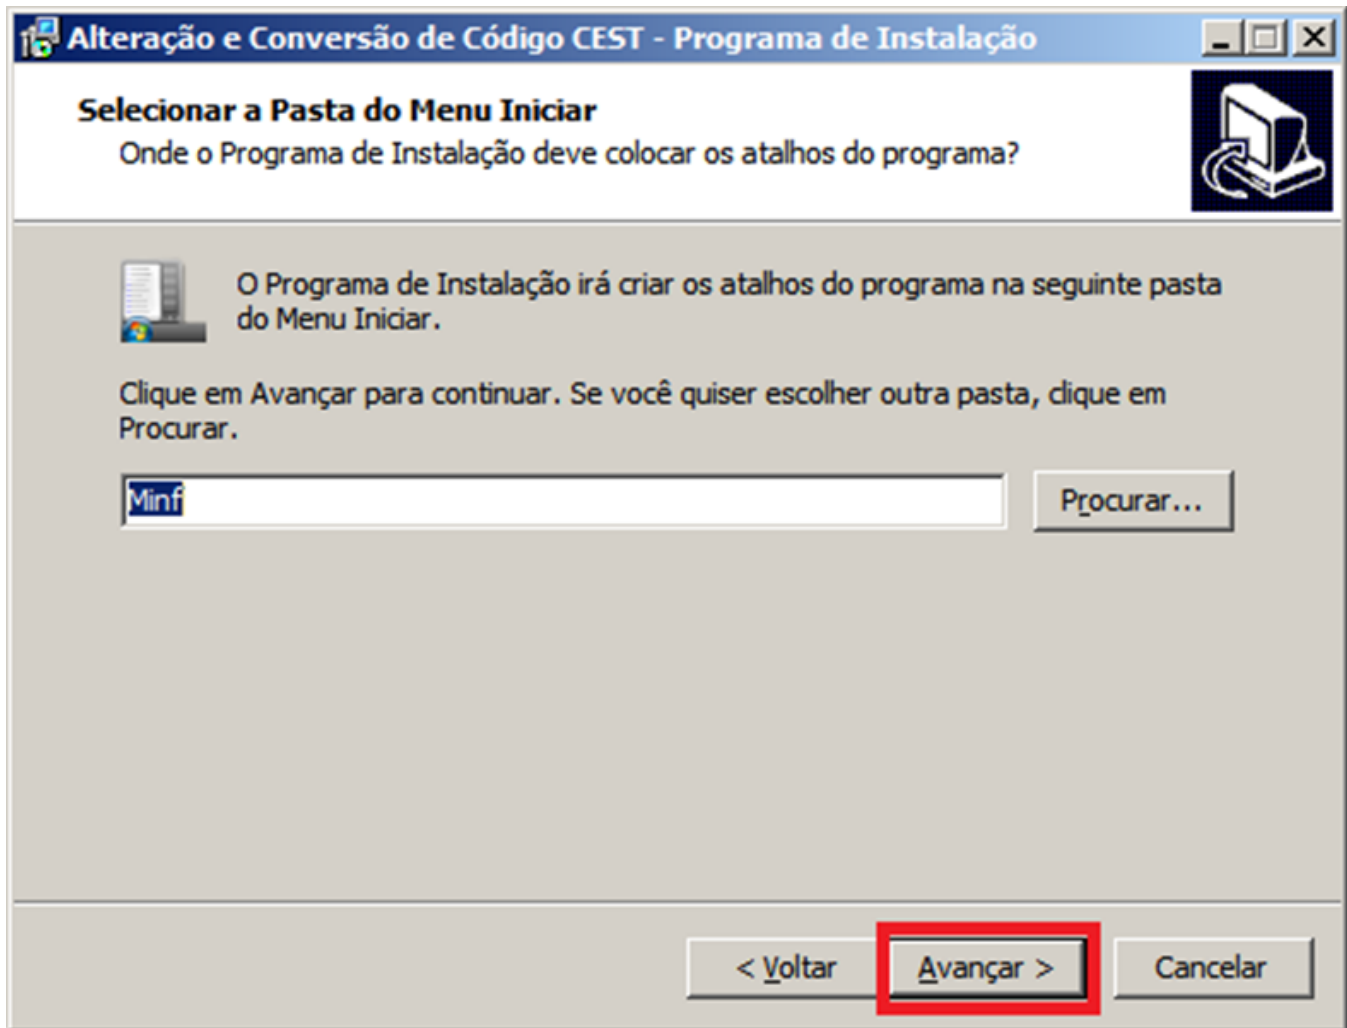 Alteração e Conversão de Código CEST - Programa de Instalação
Selecionar a Pasta do Menu Iniciar
Onde o Programa de Instalação deve colocar os atalhos do programa?
O Programa de Instalação irá criar os atalhos do programa na seguinte pasta
do Menu Iniciar.
Clique em Avançar para continuar. Se você quiser escolher outra pasta, clique em
Procurar.
Minf
Procurar...
< Voltar
Avançar >
Cancelar